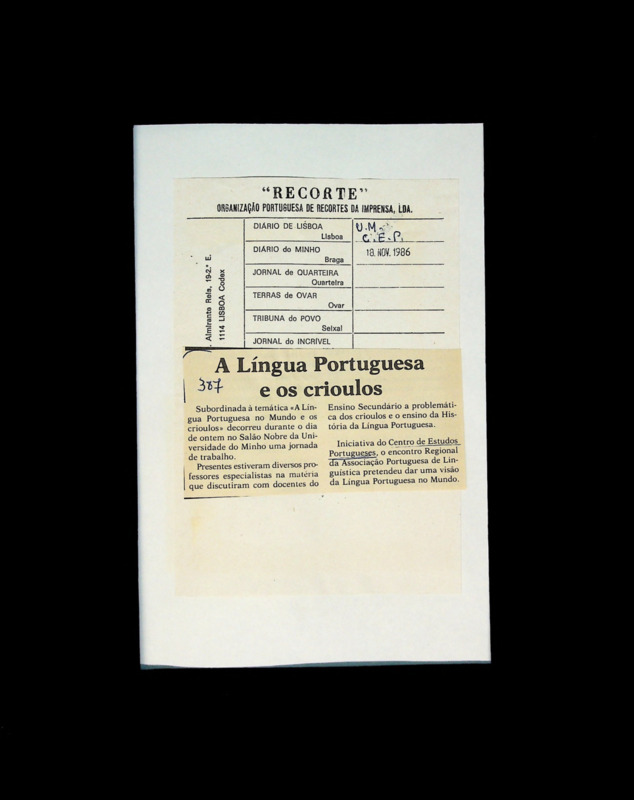 "RECORTE"
ORGANIZAÇÃO PORTUGUESA DE RECORTES DA IMPRENSA, LDA.
Almirante Reis, 19-2.º E.
1114 LISBOA Codex
DIÁRIO DE LISBOA
Lisboa
DIÁRIO do MINHO
Braga
JORNAL de QUARTEIRA
Quarteira
TERRAS DE OVAR
Ovar
TRIBUNA do POVO
Seixal
JORNAL do INCRÍVEL
U.M.
C.E.P.
18. NOV. 1986
A Língua Portuguesa
e os crioulos
387
Subordinada à temática «A Lín-
gua Portuguesa no Mundo e os
crioulos» decorreu durante o dia
de ontem no Salão Nobre da Uni-
versidade do Minho uma jornada
de trabalho.
Presentes estiveram diversos pro-
fessores especialistas na matéria
que discutiram com docentes do
Ensino Secundário a problemáti-
ca dos crioulos e o ensino da His-
tória da Língua Portuguesa.
Iniciativa do Centro de Estudos
Portugueses, o encontro Regional
da Associação Portuguesa de Lin-
guística pretendeu dar uma visão
da Língua Portuguesa no Mundo.